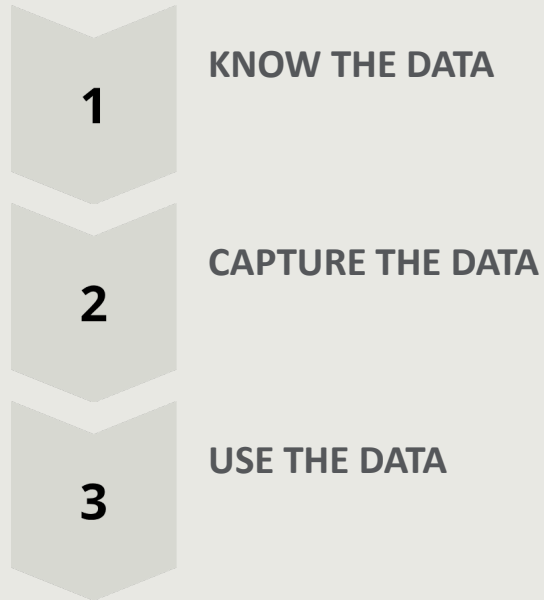 1
KNOW THE DATA
2
CAPTURE THE DATA
3
USE THE DATA